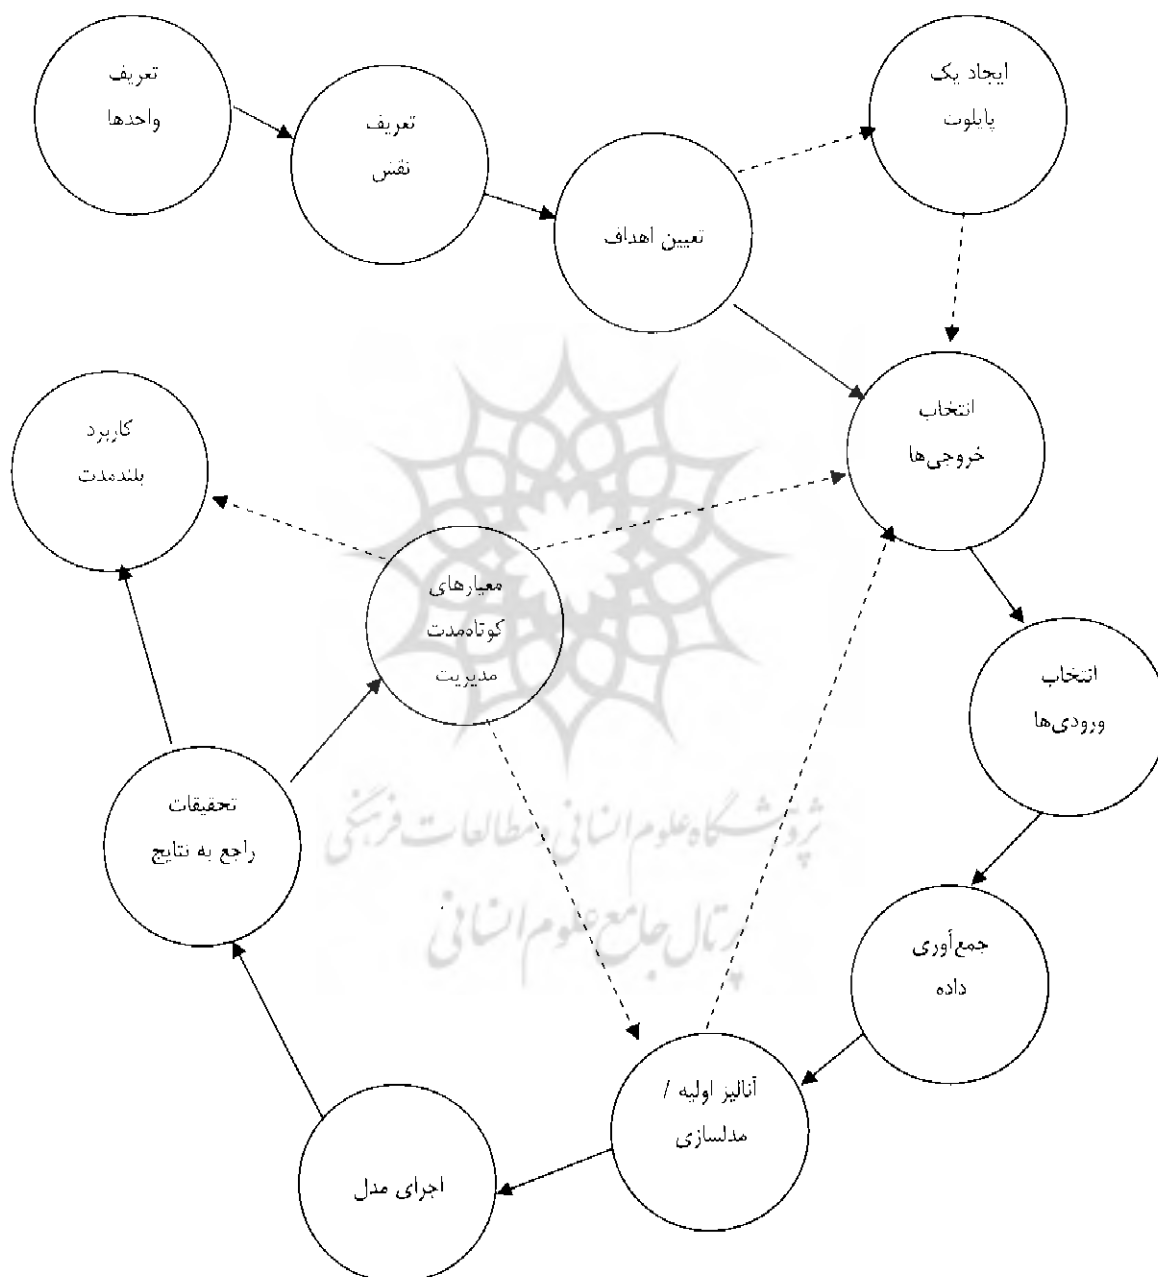 تعریف
واحدها
تعریف
نقش
تعیین اهداف
ایجاد یک
پایلوت
انتخاب
خروجی‌ها
انتخاب
ورودی‌ها
جمع‌آوری
داده
آنالیز اولیه /
مدلسازی
اجرای مدل
تحقیقات
راجع به نتایج
معیارهای
کوتاه‌مدت
مدیریت
کاربرد
بلندمدت
پژوهشگاه علوم انسانی و مطالعات فرهنگی
پرتال جامع علوم انسانی